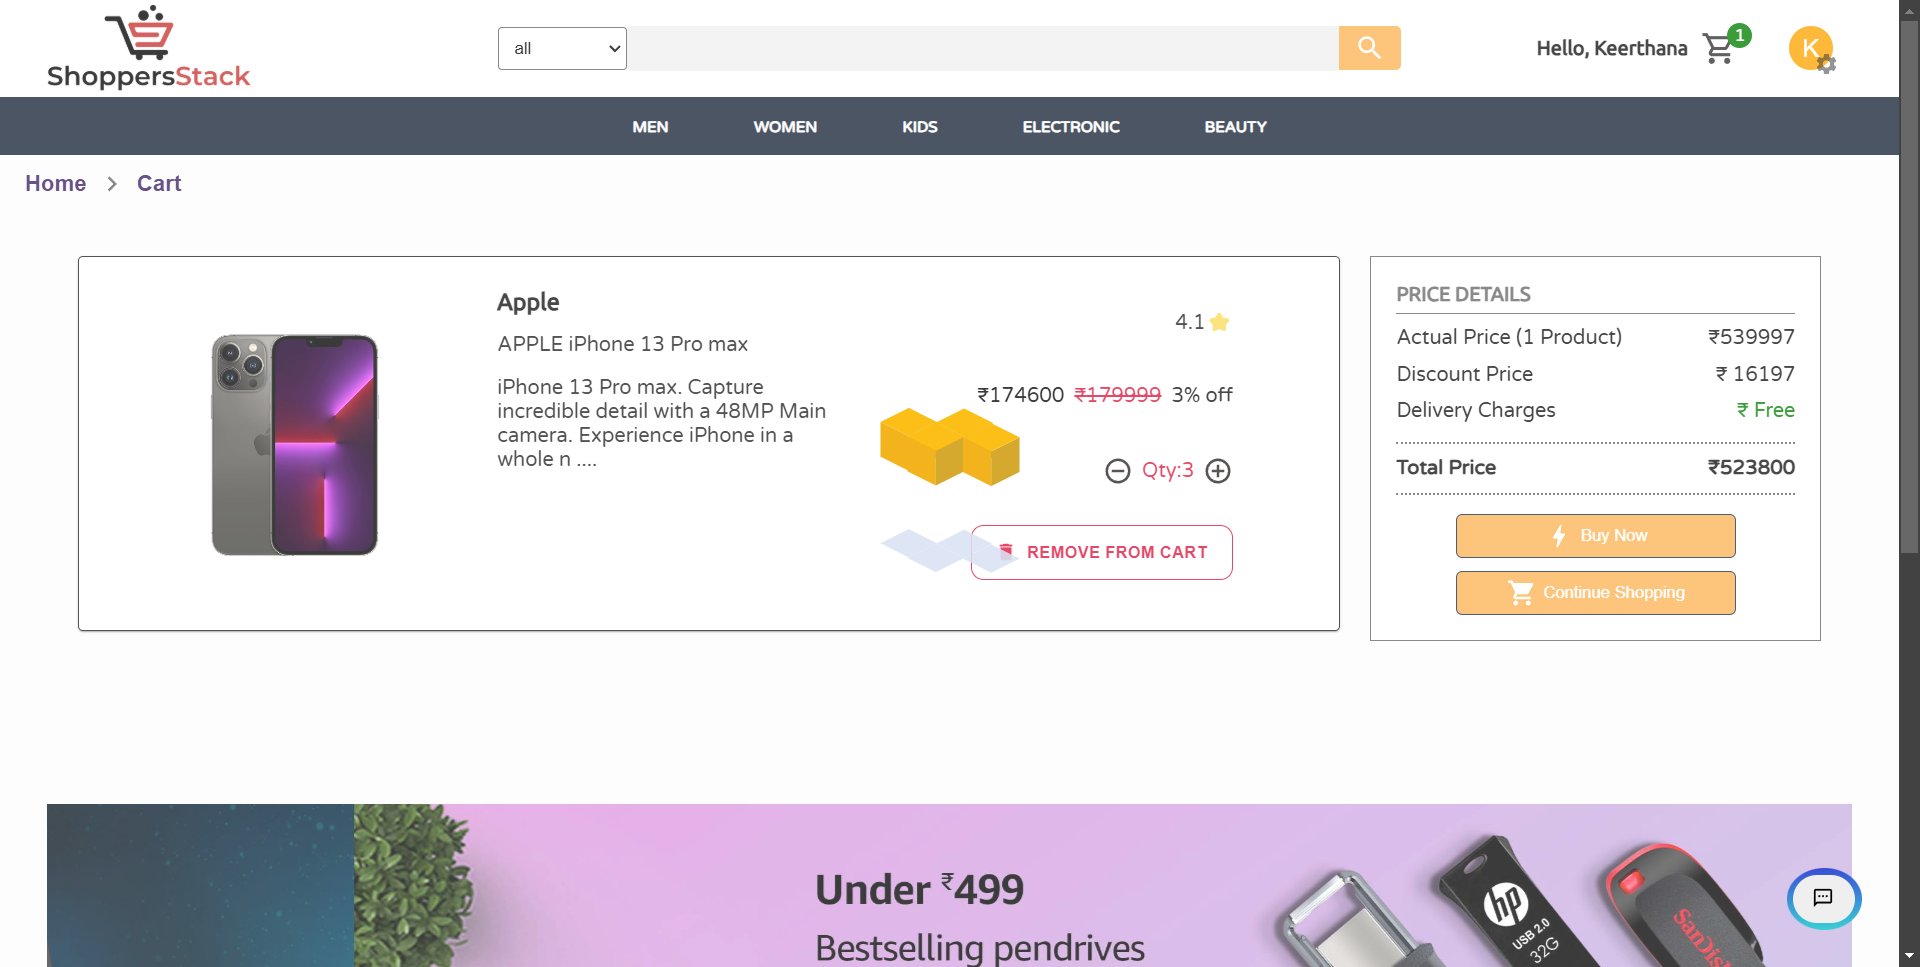 ShoppersStack
all
Hello, Keerthana
1
K
MEN
WOMEN
KIDS
ELECTRONIC
BEAUTY
Home
Cart
Apple
APPLE iPhone 13 Pro max
iPhone 13 Pro max. Capture
incredible detail with a 48MP Main
camera. Experience iPhone in a
whole n ....
4.1
₹174600 ₹179999 3% off
Qty:3
REMOVE FROM CART
PRICE DETAILS
Actual Price (1 Product) ₹539997
Discount Price ₹ 16197
Delivery Charges ₹ Free
Total Price ₹523800
Buy Now
Continue Shopping
Under ₹499
Bestselling pendrives
hp
USB 2.0
32G
SanDis